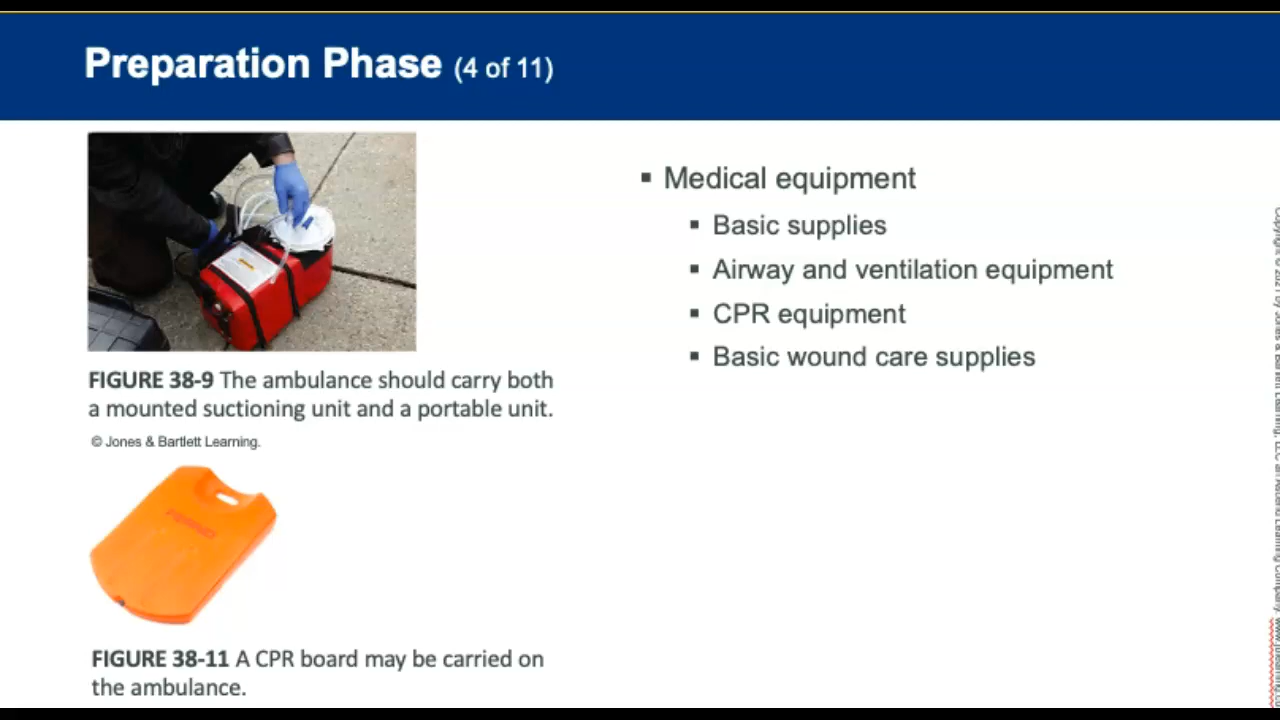 Preparation Phase (4 of 11)
FIGURE 38-9 The ambulance should carry both
a mounted suctioning unit and a portable unit.
© Jones & Bartlett Learning.
FIGURE 38-11 A CPR board may be carried on
the ambulance.
▪ Medical equipment
▪ Basic supplies
▪ Airway and ventilation equipment
▪ CPR equipment
▪ Basic wound care supplies